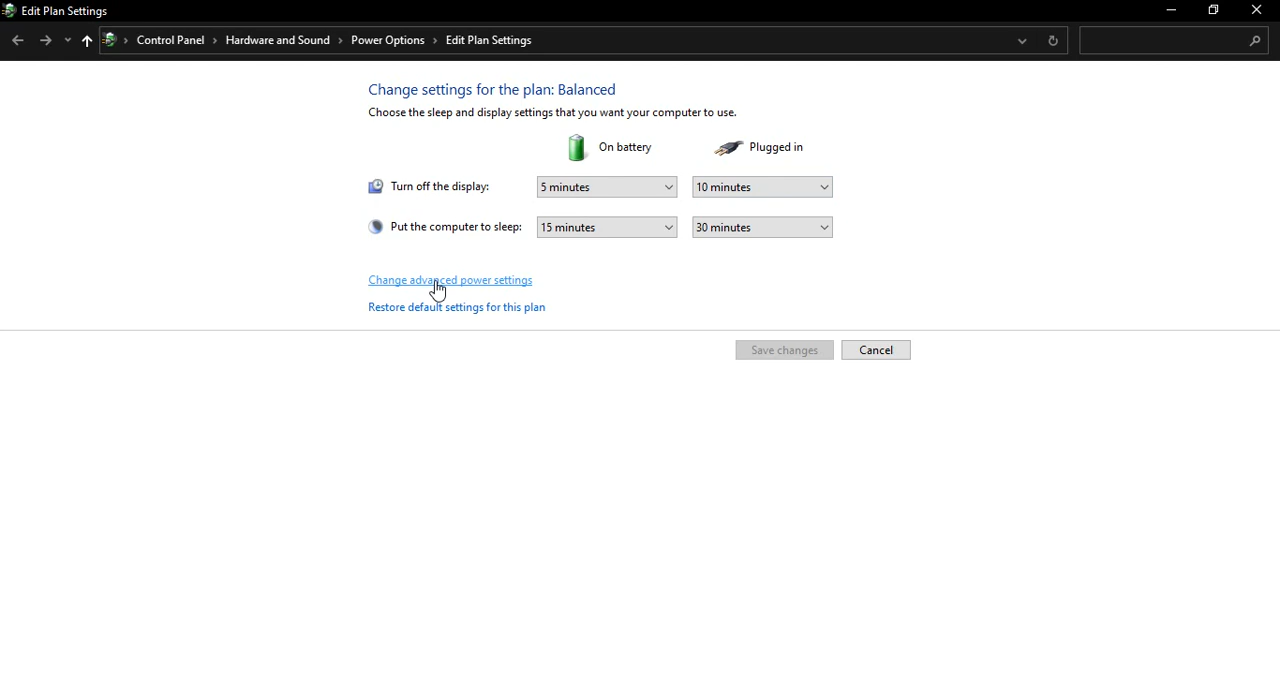 Edit Plan Settings
Control Panel › Hardware and Sound › Power Options › Edit Plan Settings
Change settings for the plan: Balanced
Choose the sleep and display settings that you want your computer to use.
On battery Plugged in
Turn off the display: 5 minutes 10 minutes
Put the computer to sleep: 15 minutes 30 minutes
Change advanced power settings
Restore default settings for this plan
Save changes Cancel